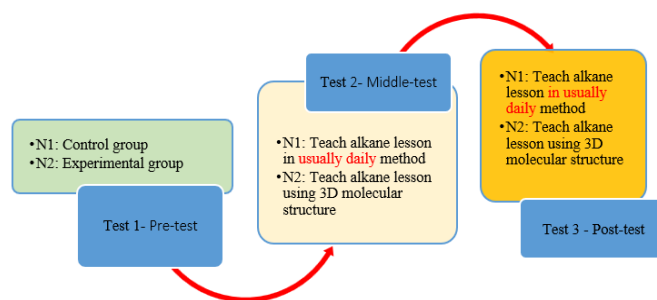 •N1: Control group
•N2: Experimental group
Test 1- Pre-test
Test 2- Middle-test
•N1: Teach alkane lesson
in usually daily method
•N2: Teach alkane lesson
using 3D molecular
structure
•N1: Teach alkane
lesson in usually
daily method
•N2: Teach alkane
lesson using 3D
molecular structure
Test 3 - Post-test